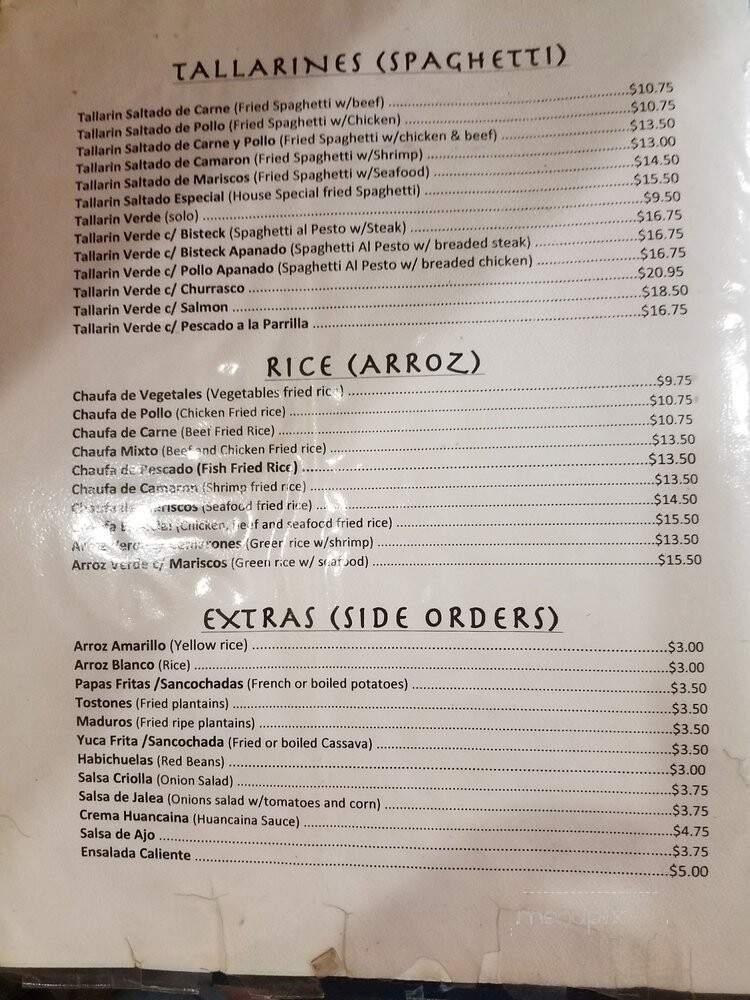 TALLARINES (SPAGHETTI)
Tallarin Saltado de Carne (Fried Spaghetti w/beef) $10.75
Tallarin Saltado de Pollo (Fried Spaghetti w/Chicken) $10.75
Tallarin Saltado de Carne y Pollo (Fried Spaghetti w/chicken & beef) $13.50
Tallarin Saltado de Camaron (Fried Spaghetti w/Shrimp) $13.00
Tallarin Saltado de Mariscos (Fried Spaghetti w/Seafood) $14.50
Tallarin Saltado Especial (House Special fried Spaghetti) $15.50
Tallarin Verde (solo) $9.50
Tallarin Verde c/ Bisteck (Spaghetti al Pesto w/Steak) $16.75
Tallarin Verde c/ Bisteck Apanado (Spaghetti Al Pesto w/ breaded steak) $16.75
Tallarin Verde c/ Pollo Apanado (Spaghetti Al Pesto w/ breaded chicken) $16.75
Tallarin Verde c/ Churrasco $20.95
Tallarin Verde c/ Salmon $18.50
Tallarin Verde c/ Pescado a la Parrilla $16.75
RICE (ARROZ)
Chaufa de Vegetales (Vegetables fried rice) $9.75
Chaufa de Pollo (Chicken Fried rice) $10.75
Chaufa de Carne (Beef Fried Rice) $10.75
Chaufa Mixto (Beef and Chicken Fried rice) $13.50
Chaufa de Pescado (Fish Fried Rice) $13.50
Chaufa de Camaron (Shrimp fried rice) $13.50
Chaufa de Mariscos (Seafood fried rice) $14.50
Chaufa (Chicken, beef and seafood fried rice) $15.50
Arroz Verde c/ Camarones (Green rice w/shrimp) $13.50
Arroz Verde c/ Mariscos (Green rice w/ seafood) $15.50
EXTRAS (SIDE ORDERS)
Arroz Amarillo (Yellow rice) $3.00
Arroz Blanco (Rice) $3.00
Papas Fritas /Sancochadas (French or boiled potatoes) $3.50
Tostones (Fried plantains) $3.50
Maduros (Fried ripe plantains) $3.50
Yuca Frita /Sancochada (Fried or boiled Cassava) $3.50
Habichuelas (Red Beans) $3.00
Salsa Criolla (Onion Salad) $3.75
Salsa de Jalea (Onions salad w/tomatoes and corn) $3.75
Crema Huancaina (Huancaina Sauce) $4.75
Salsa de Ajo $3.75
Ensalada Caliente $5.00